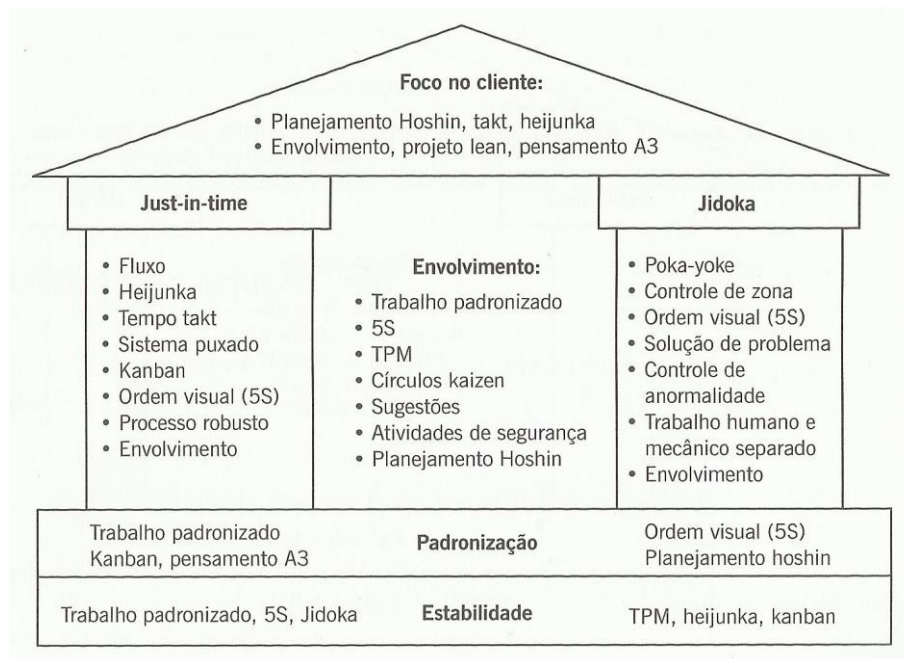 Foco no cliente:
• Planejamento Hoshin, takt, heijunka
• Envolvimento, projeto lean, pensamento A3
Just-in-time
• Fluxo
• Heijunka
• Tempo takt
• Sistema puxado
• Kanban
• Ordem visual (5S)
• Processo robusto
• Envolvimento
Envolvimento:
• Trabalho padronizado
• 5S
• TPM
• Círculos kaizen
• Sugestões
• Atividades de segurança
• Planejamento Hoshin
Jidoka
• Poka-yoke
• Controle de zona
• Ordem visual (5S)
• Solução de problema
• Controle de
anormalidade
• Trabalho humano e
mecânico separado
• Envolvimento
Trabalho padronizado
Kanban, pensamento A3
Padronização
Ordem visual (5S)
Planejamento hoshin
Trabalho padronizado, 5S, Jidoka
Estabilidade
TPM, heijunka, kanban